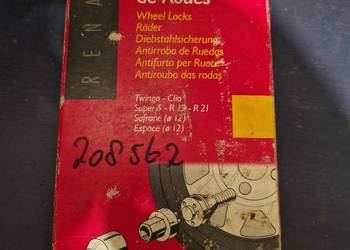 de Roues
Wheel Locks
Räder
Diebstahlsicherung
Antirroba de Ruedas
Antifurto per Ruote
Antiroubo das rodas
Twingo - Clio
Super 5 - R 19 - R 21
Safrane (ø 12)
Espace (ø 12)
208562
RENA